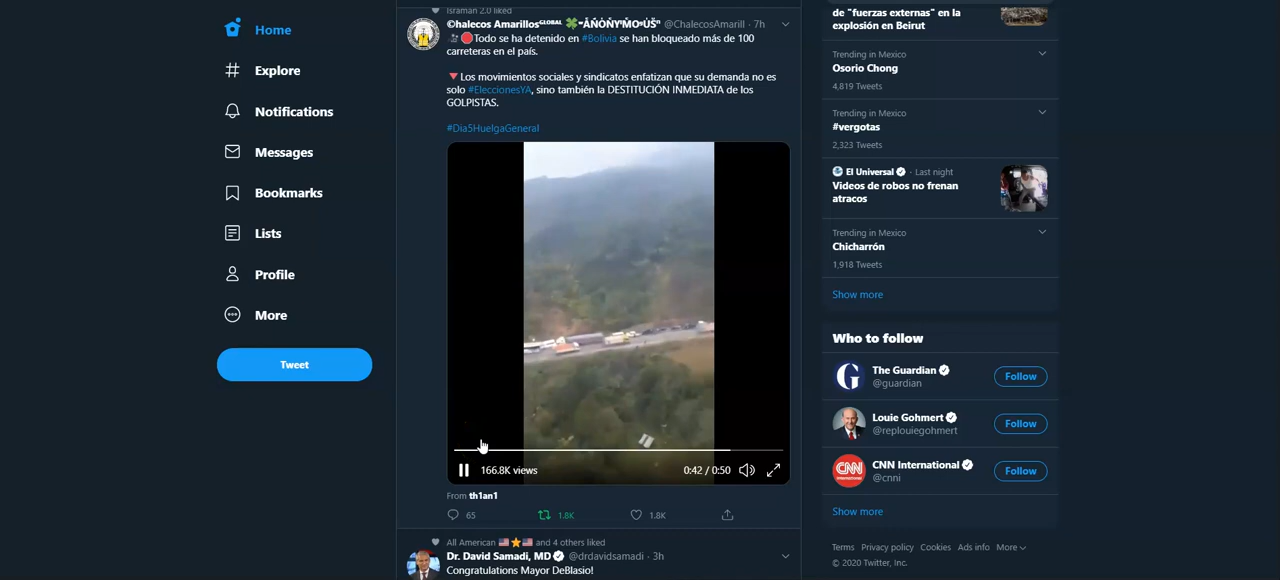 Home
Explore
Notifications
Messages
Bookmarks
Lists
Profile
More
Tweet
Israman 2.0 liked
@ChalecosAmarill · 7h
Todo se ha detenido en #Bolivia se han bloqueado más de 100
carreteras en el país.
Los movimientos sociales y sindicatos enfatizan que su demanda no es
solo #EleccionesYA, sino también la DESTITUCIÓN INMEDIATA de los
GOLPISTAS.
#Dia5HuelgaGeneral
166.8K views
0:42 / 0:50
From th1an1
65
1.8K
1.8K
All American and 4 others liked
Dr. David Samadi, MD @drdavidsamadi · 3h
Congratulations Mayor DeBlasio!
de "fuerzas externas" en la
explosión en Beirut
Trending in Mexico
Osorio Chong
4,819 Tweets
Trending in Mexico
#vergotas
2,323 Tweets
El Universal · Last night
Videos de robos no frenan
atracos
Trending in Mexico
Chicharrón
1,918 Tweets
Show more
Who to follow
The Guardian
@guardian
Follow
Louie Gohmert
@replouiegohmert
Follow
CNN
CNN International
@cnni
Follow
Show more
Terms Privacy policy Cookies Ads info More
© 2020 Twitter, Inc.